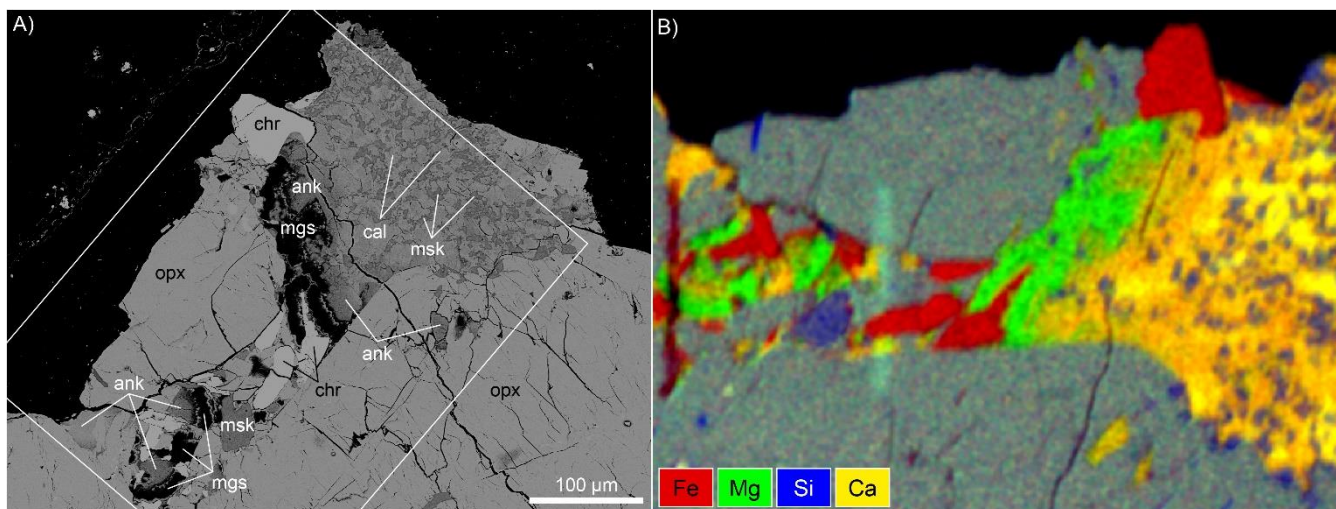 A)
chr
ank
mgs
cal
msk
opx
ank
ank
chr
opx
msk
mgs
100 µm
B)
Fe Mg Si Ca